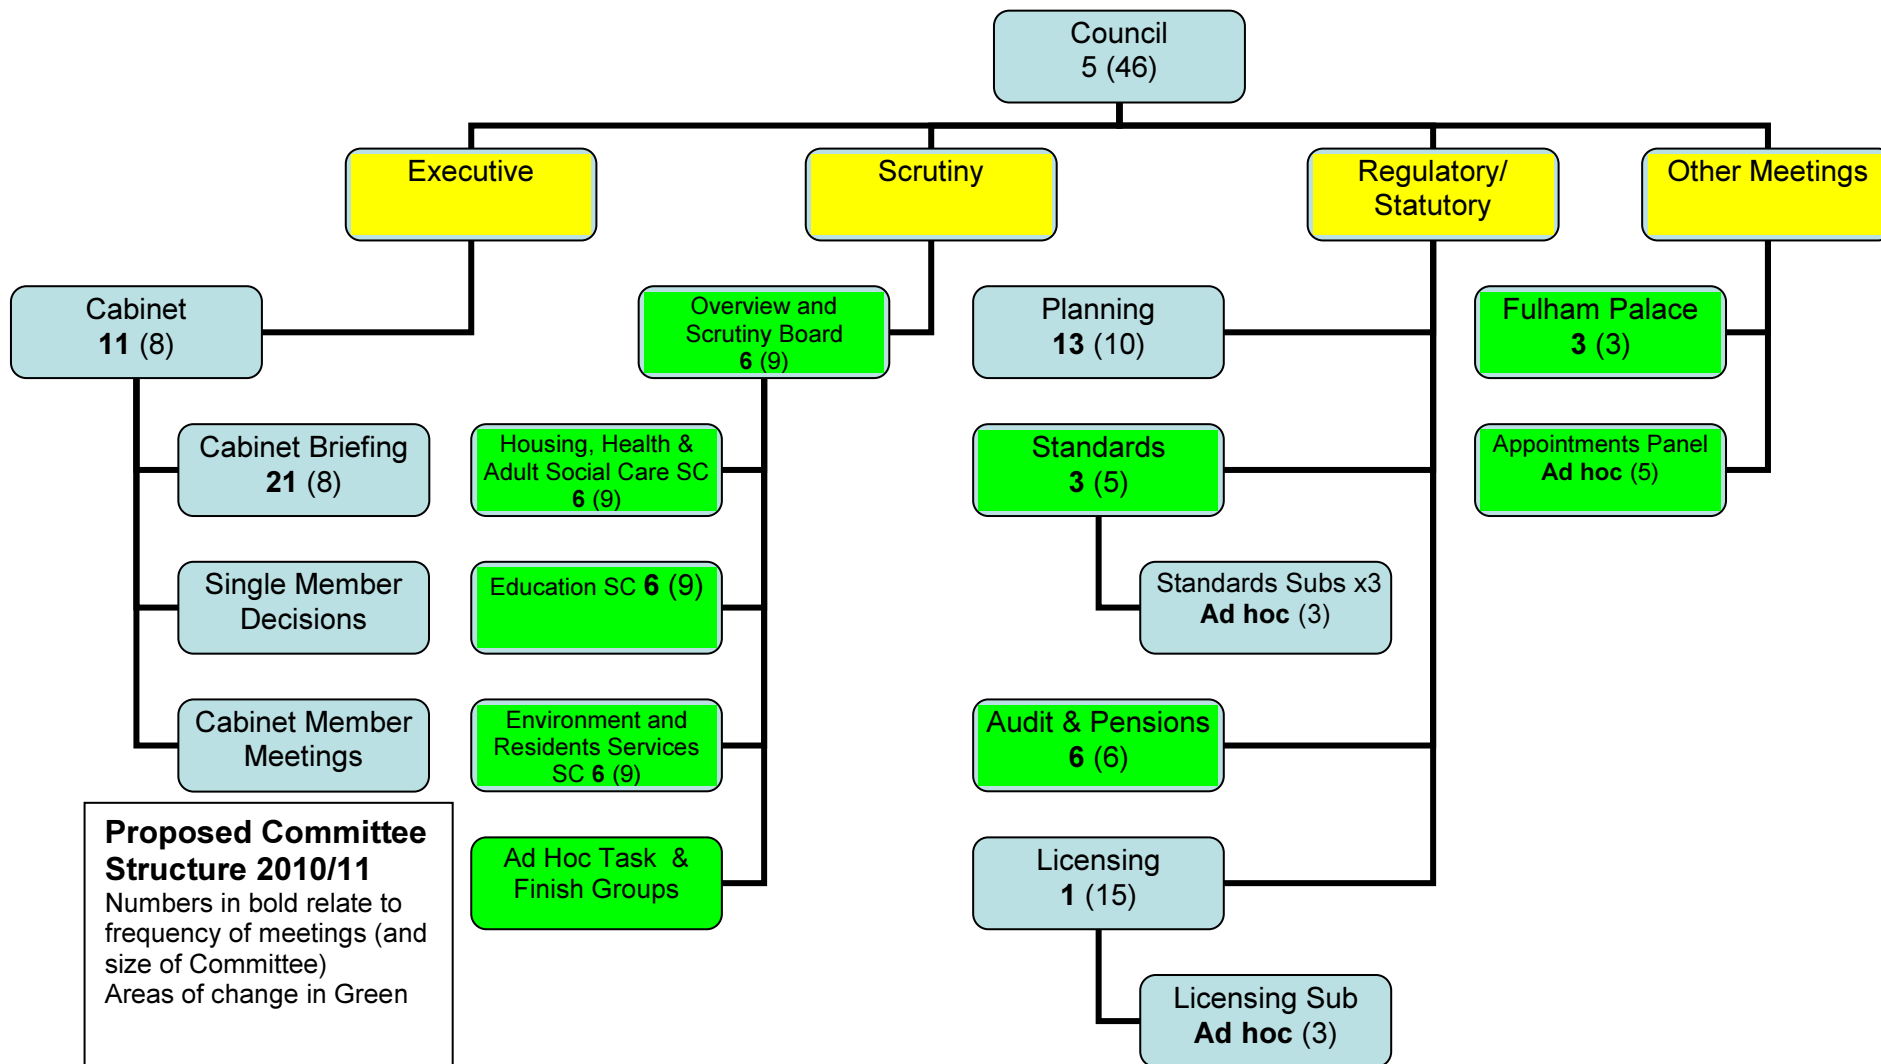 Council
5 (46)
Executive
Scrutiny
Regulatory/
Statutory
Other Meetings
Cabinet
11 (8)
Overview and
Scrutiny Board
6 (9)
Planning
13 (10)
Fulham Palace
3 (3)
Cabinet Briefing
21 (8)
Housing, Health &
Adult Social Care SC
6 (9)
Standards
3 (5)
Appointments Panel
Ad hoc (5)
Single Member
Decisions
Education SC 6 (9)
Standards Subs x3
Ad hoc (3)
Cabinet Member
Meetings
Environment and
Residents Services
SC 6 (9)
Audit & Pensions
6 (6)
Proposed Committee
Structure 2010/11
Numbers in bold relate to
frequency of meetings (and
size of Committee)
Areas of change in Green
Ad Hoc Task &
Finish Groups
Licensing
1 (15)
Licensing Sub
Ad hoc (3)